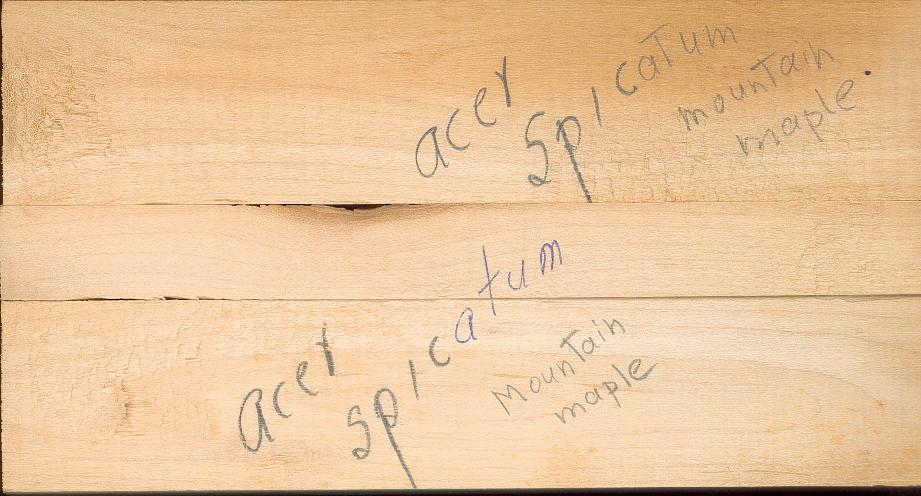 acer
spicatum
mountain
maple.
acer
spicatum
Mountain
maple